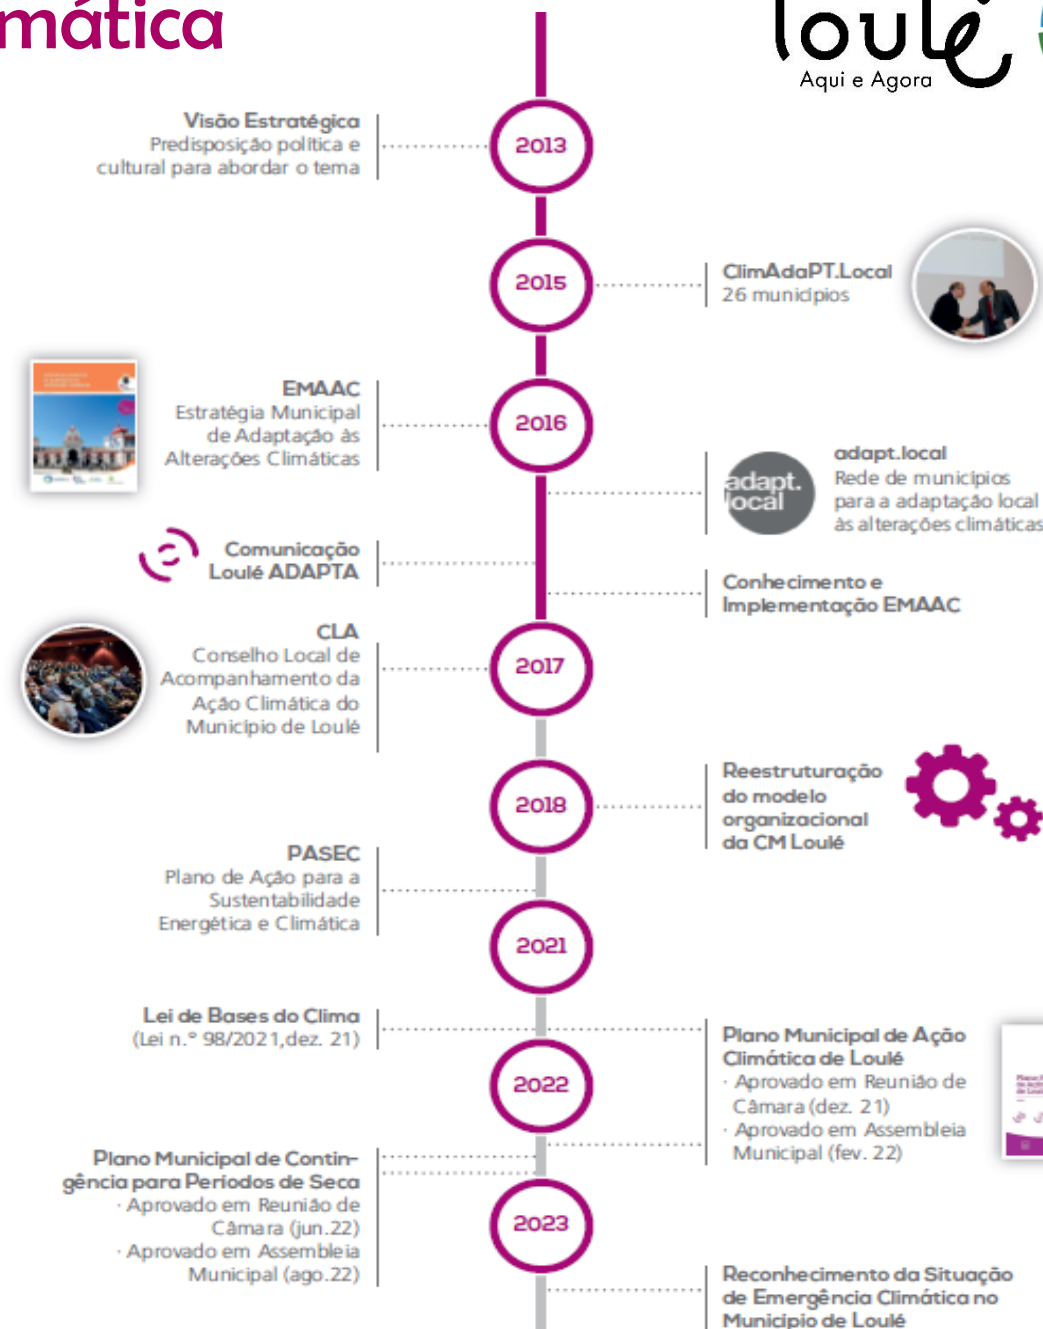 mática
loulé
Aqui e Agora
2013
Visão Estratégica
Predisposição política e
cultural para abordar o tema
2015
ClimAdaPT.Local
26 municípios
2016
EMAAC
Estratégia Municipal
de Adaptação às
Alterações Climáticas
adapt.
local
adapt.local
Rede de municípios
para a adaptação local
às alterações climáticas
Comunicação
Loulé ADAPTA
Conhecimento e
Implementação EMAAC
2017
CLA
Conselho Local de
Acompanhamento da
Ação Climática do
Município de Loulé
2018
Reestruturação
do modelo
organizacional
da CM Loulé
PASEC
Plano de Ação para a
Sustentabilidade
Energética e Climática
2021
Lei de Bases do Clima
(Lei n.º 98/2021,dez. 21)
Plano Municipal de Ação
Climática de Loulé
· Aprovado em Reunião de
Câmara (dez. 21)
· Aprovado em Assembleia
Municipal (fev. 22)
2022
Plano Municipal de Contin-
gência para Períodos de Seca
· Aprovado em Reunião de
Câmara (jun.22)
· Aprovado em Assembleia
Municipal (ago.22)
2023
Reconhecimento da Situação
de Emergência Climática no
Município de Loulé